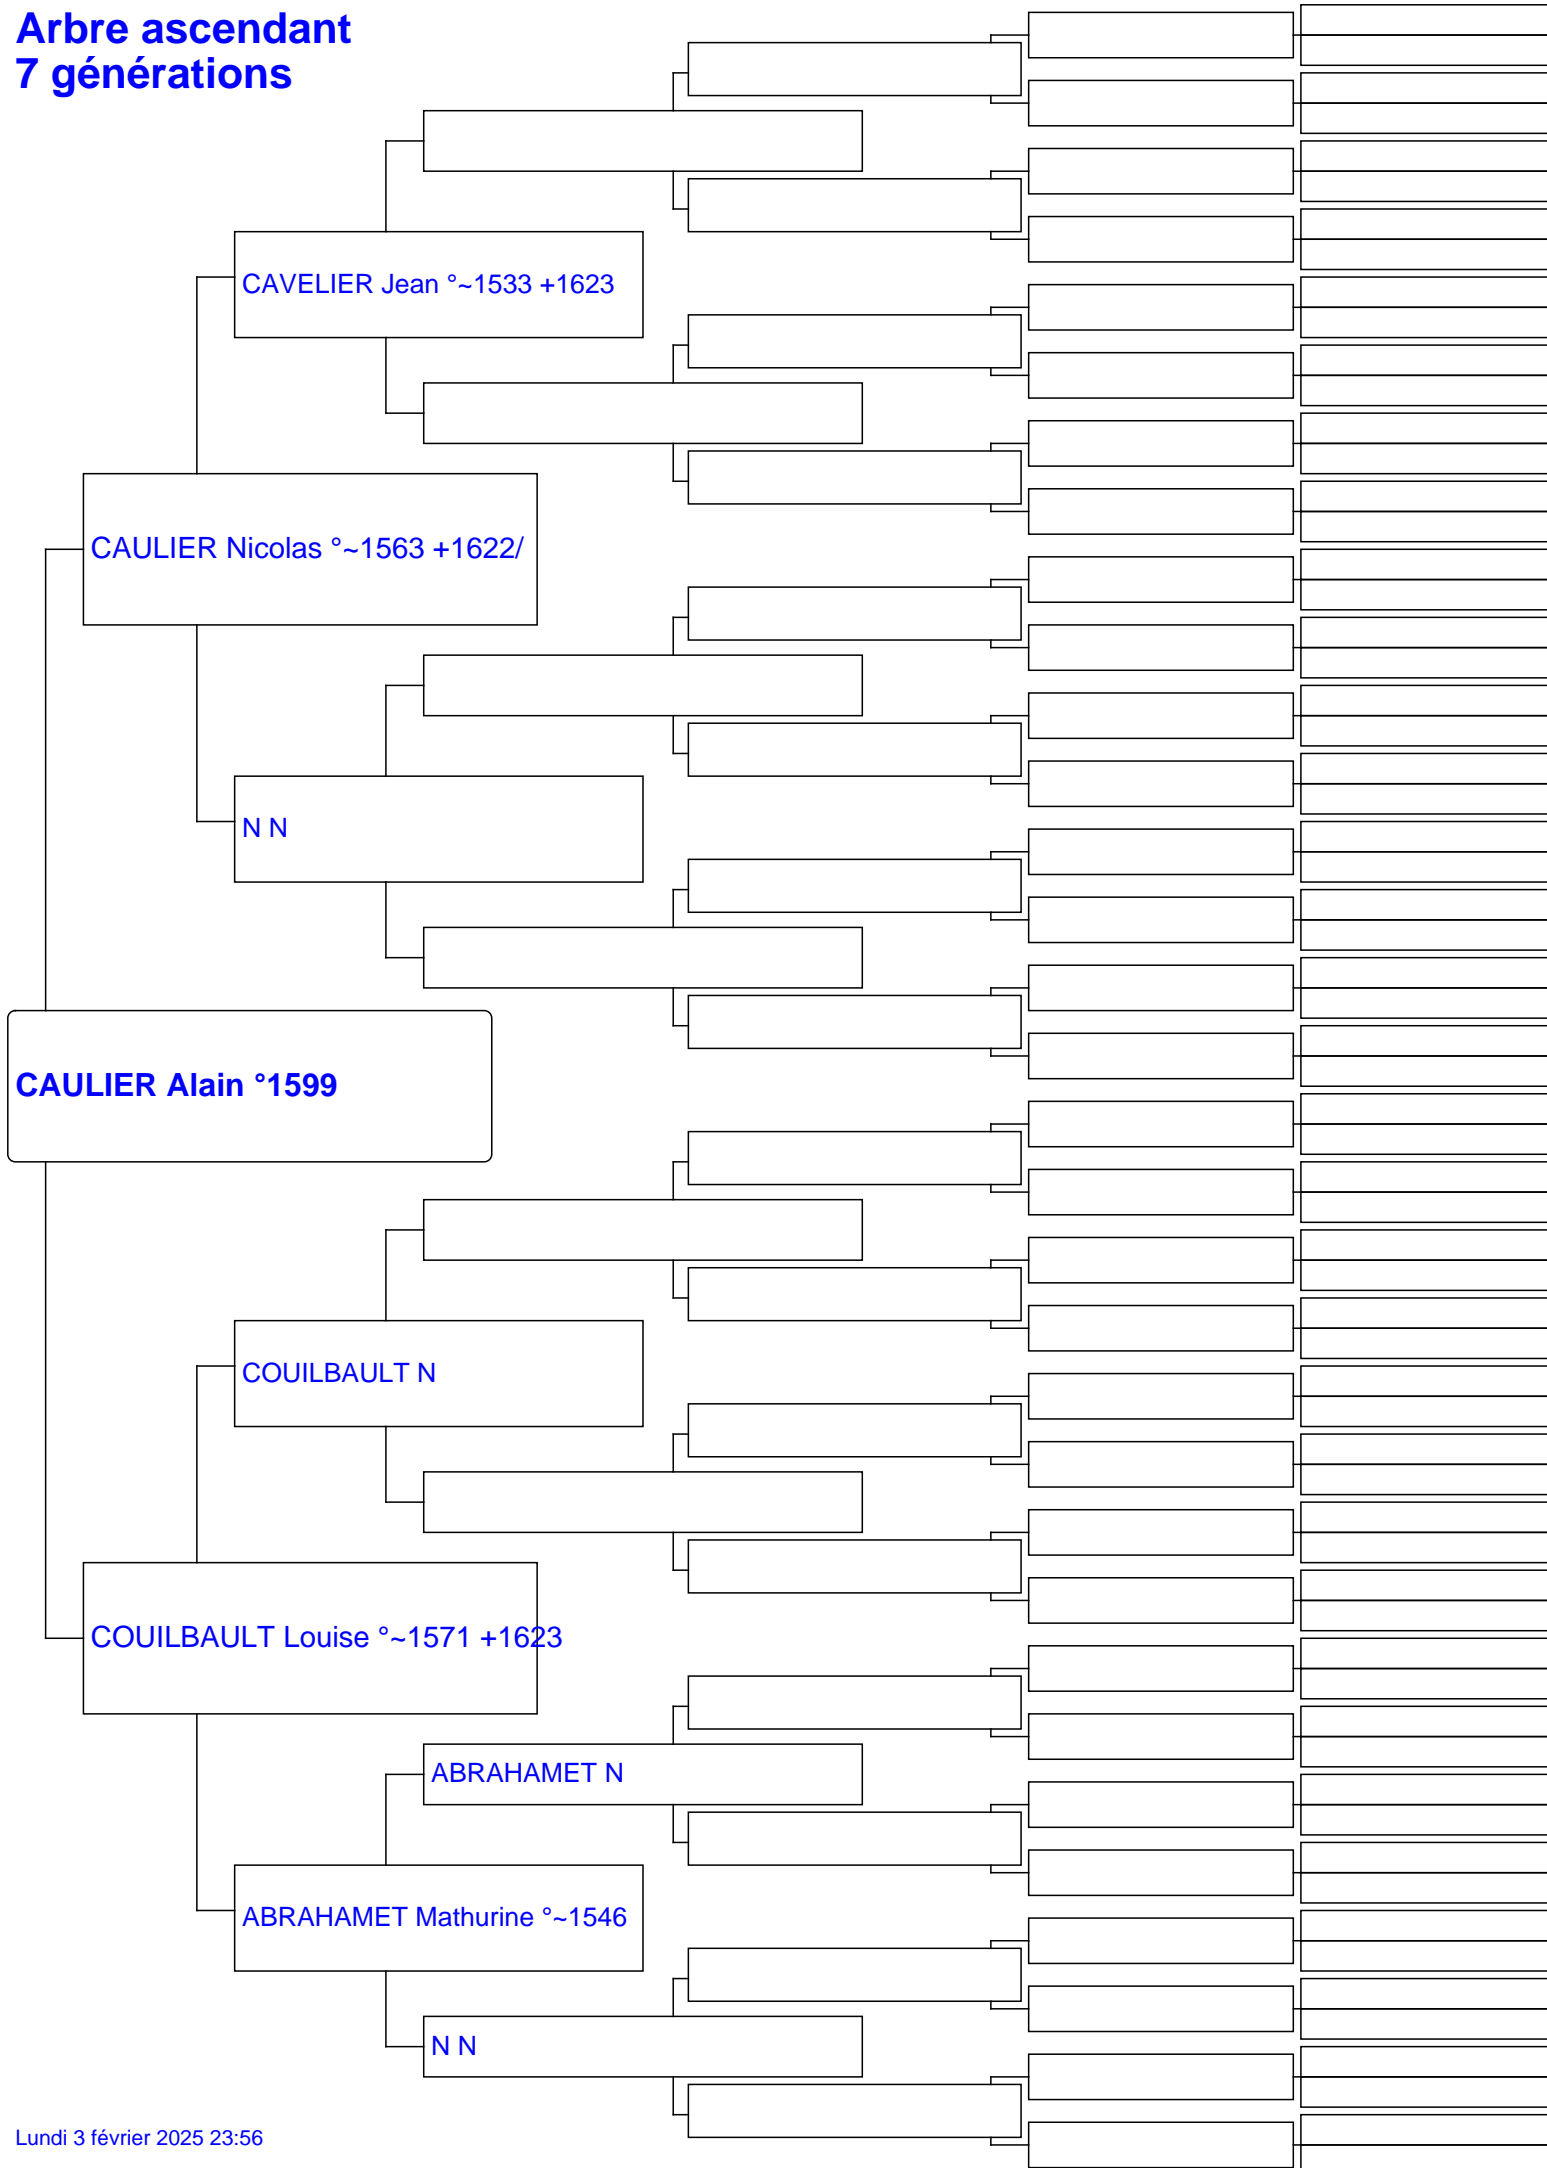 Arbre ascendant
7 générations
CAVELIER Jean °~1533 +1623
CAULIER Nicolas °~1563 +1622/
N N
CAULIER Alain °1599
COUILBAULT N
COUILBAULT Louise °~1571 +1623
ABRAHAMET N
ABRAHAMET Mathurine °~1546
N N
Lundi 3 février 2025 23:56